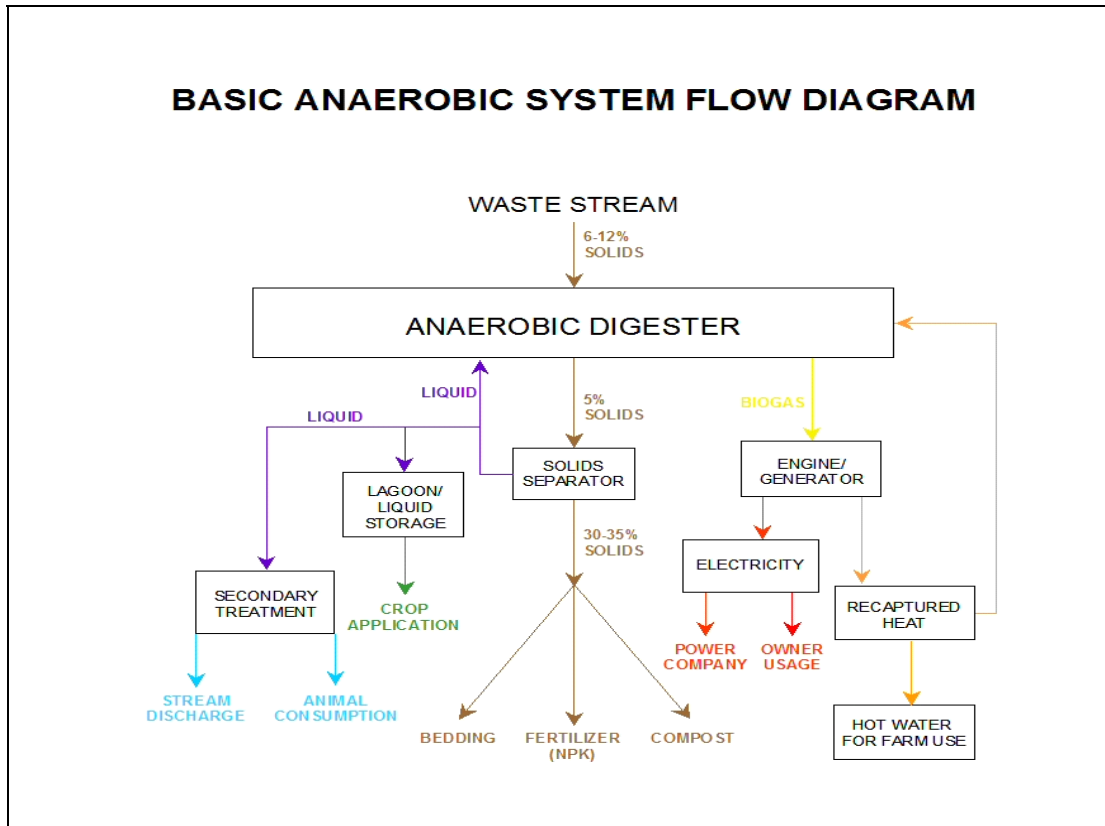 BASIC ANAEROBIC SYSTEM FLOW DIAGRAM
WASTE STREAM
6-12%
SOLIDS
ANAEROBIC DIGESTER
LIQUID
LIQUID
5%
SOLIDS
BIOGAS
SOLIDS
SEPARATOR
ENGINE/
GENERATOR
LAGOON/
LIQUID
STORAGE
30-35%
SOLIDS
ELECTRICITY
SECONDARY
TREATMENT
CROP
APPLICATION
RECAPTURED
HEAT
POWER
COMPANY
OWNER
USAGE
STREAM
DISCHARGE
ANIMAL
CONSUMPTION
BEDDING
FERTILIZER
(NPK)
COMPOST
HOT WATER
FOR FARM USE